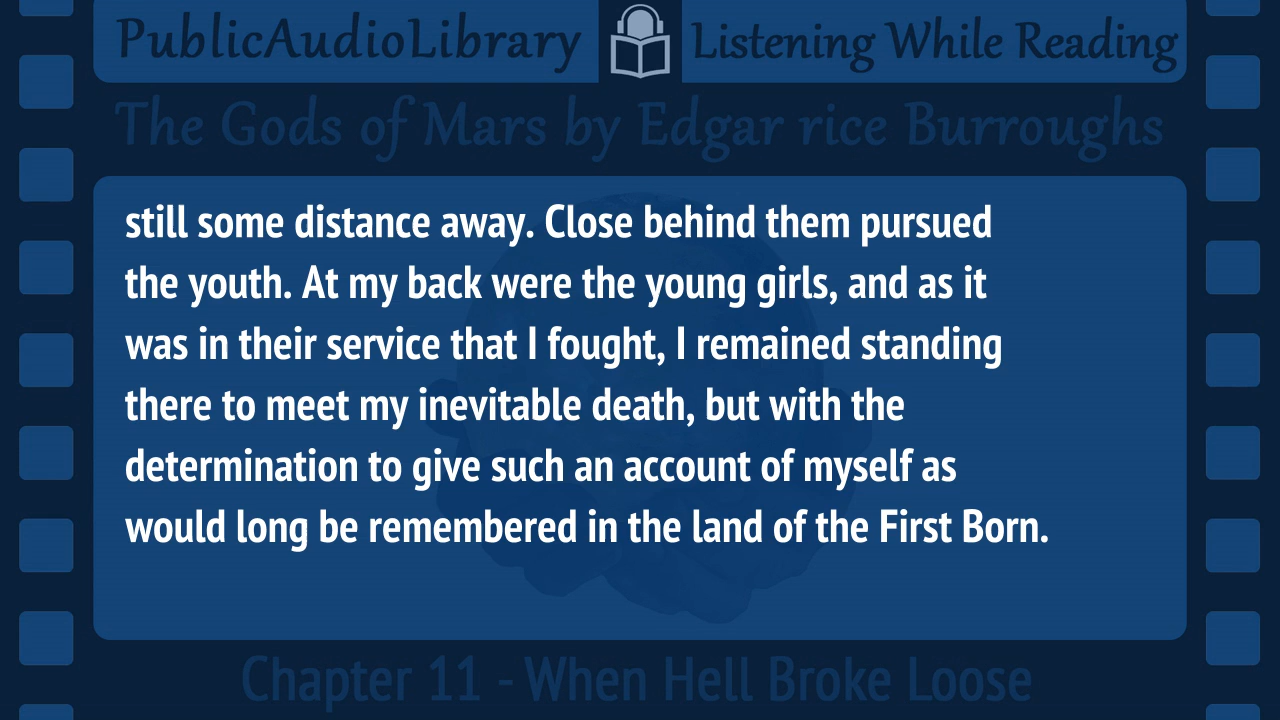 PublicAudioLibrary Listening While Reading
The Gods of Mars by Edgar rice Burroughs
still some distance away. Close behind them pursued
the youth. At my back were the young girls, and as it
was in their service that I fought, I remained standing
there to meet my inevitable death, but with the
determination to give such an account of myself as
would long be remembered in the land of the First Born.
Chapter 11 - When Hell Broke Loose